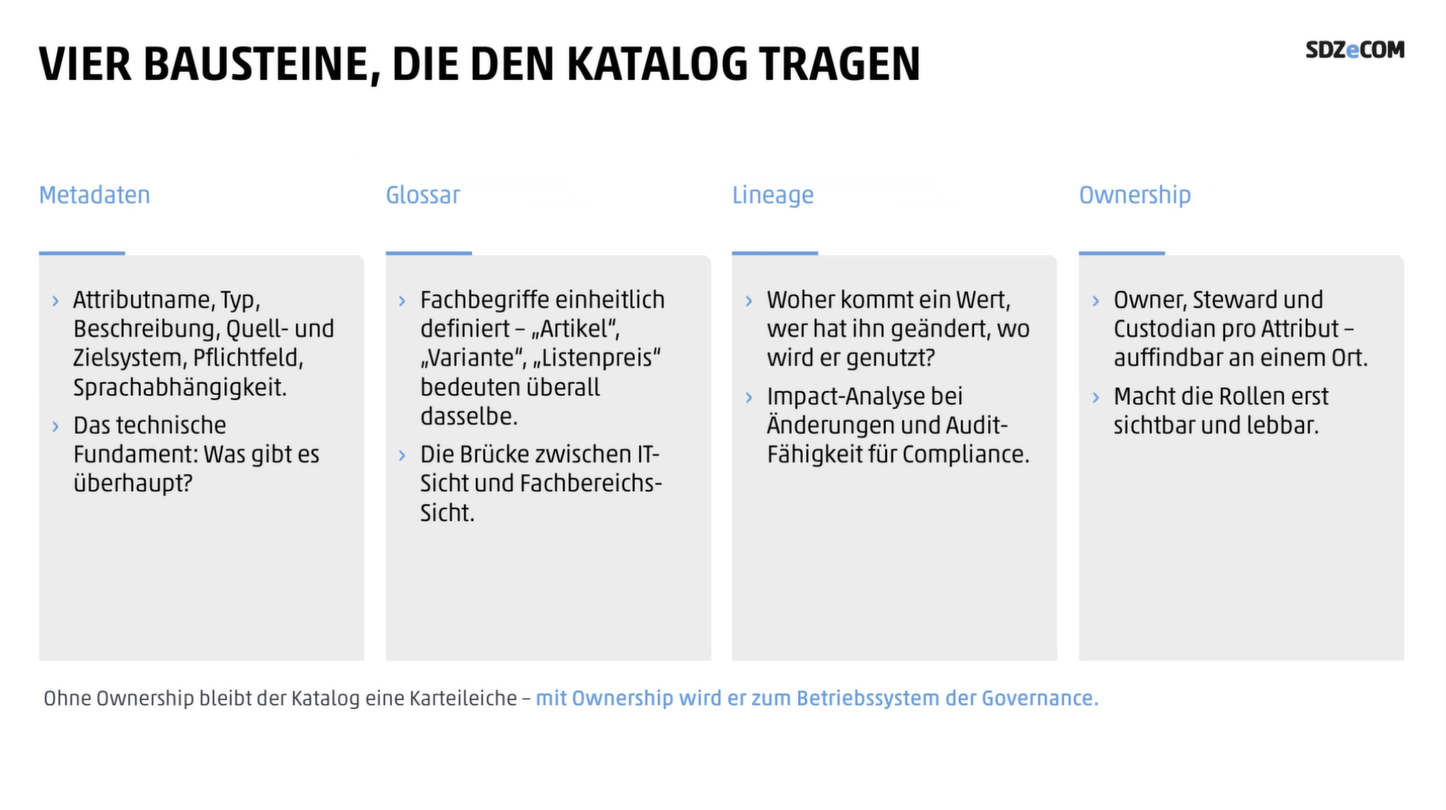 VIER BAUSTEINE, DIE DEN KATALOG TRAGEN
SDZeCOM
Metadaten
› Attributname, Typ,
Beschreibung, Quell- und
Zielsystem, Pflichtfeld,
Sprachabhängigkeit.
› Das technische
Fundament: Was gibt es
überhaupt?
Glossar
› Fachbegriffe einheitlich
definiert – „Artikel“,
„Variante“, „Listenpreis“
bedeuten überall
dasselbe.
› Die Brücke zwischen IT-
Sicht und Fachbereichs-
Sicht.
Lineage
› Woher kommt ein Wert,
wer hat ihn geändert, wo
wird er genutzt?
› Impact-Analyse bei
Änderungen und Audit-
Fähigkeit für Compliance.
Ownership
› Owner, Steward und
Custodian pro Attribut –
auffindbar an einem Ort.
› Macht die Rollen erst
sichtbar und lebbar.
Ohne Ownership bleibt der Katalog eine Karteileiche – mit Ownership wird er zum Betriebssystem der Governance.